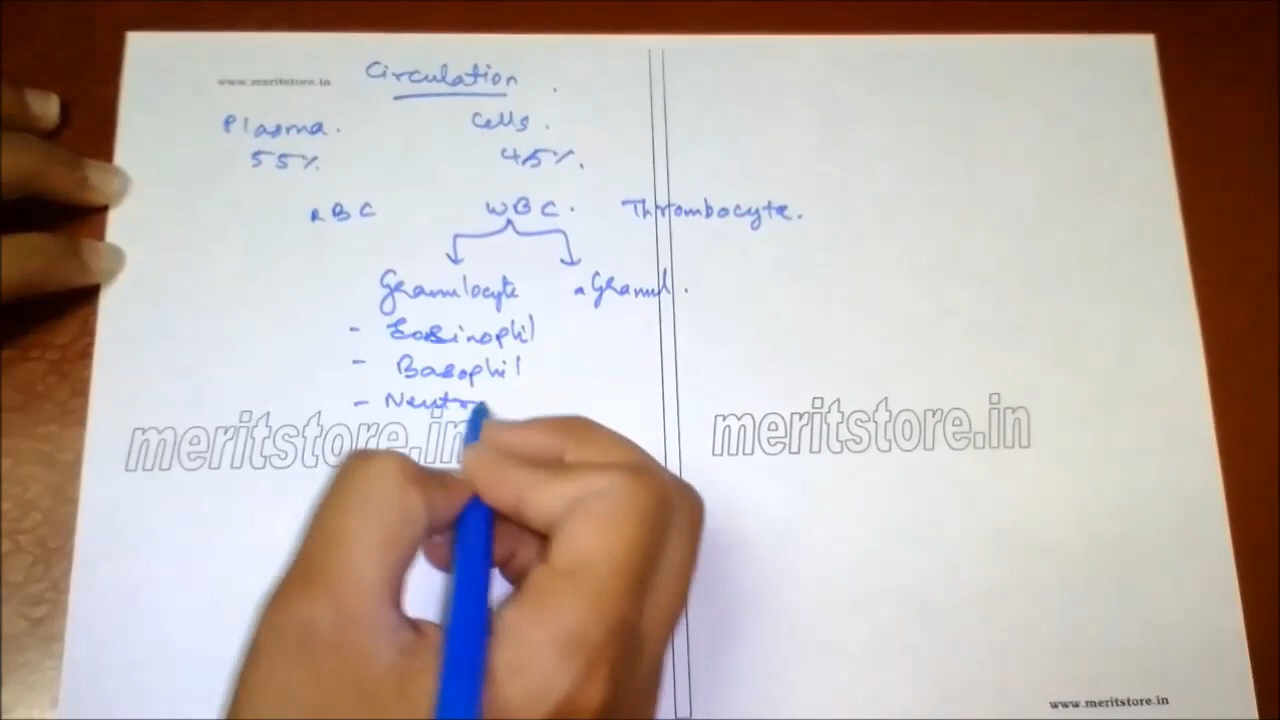 www.meritstore.in Circulation
Plasma. Cells.
55% 45%.
RBC WBC. Thrombocyte.
Granulocyte aGranul.
- Eosinophil
- Basophil
- Neutro
meritstore.in meritstore.in
www.meritstore.in